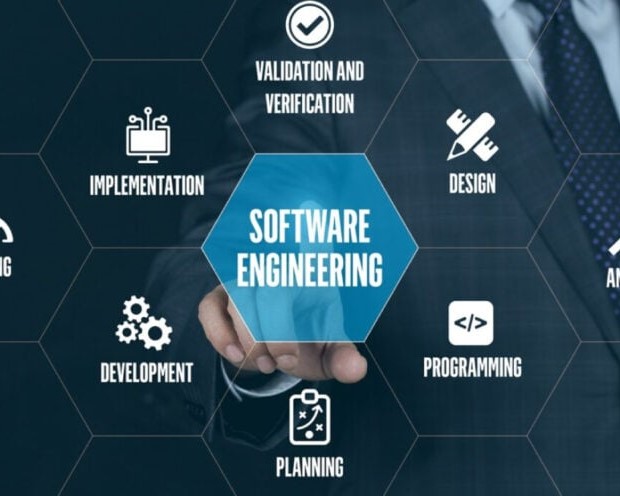 VALIDATION AND
VERIFICATION
IMPLEMENTATION
DESIGN
SOFTWARE
ENGINEERING
DEVELOPMENT
</>
PROGRAMMING
PLANNING